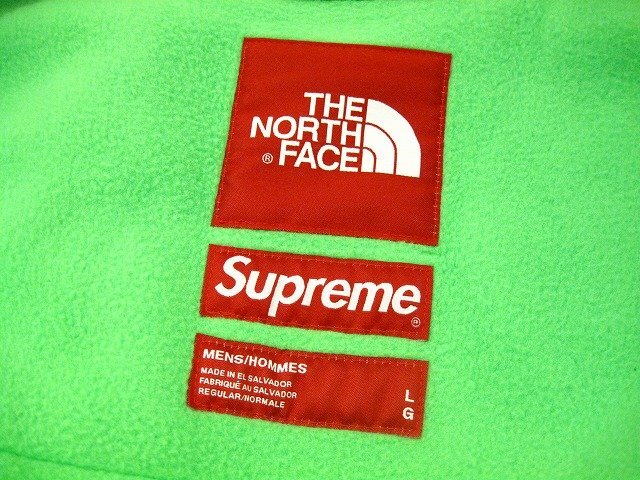 THE
NORTH
® FACE
Supreme
®
MENS/HOMMES
MADE IN EL SALVADOR
FABRIQUÉ AU SALVADOR
REGULAR/NORMALE
L
G